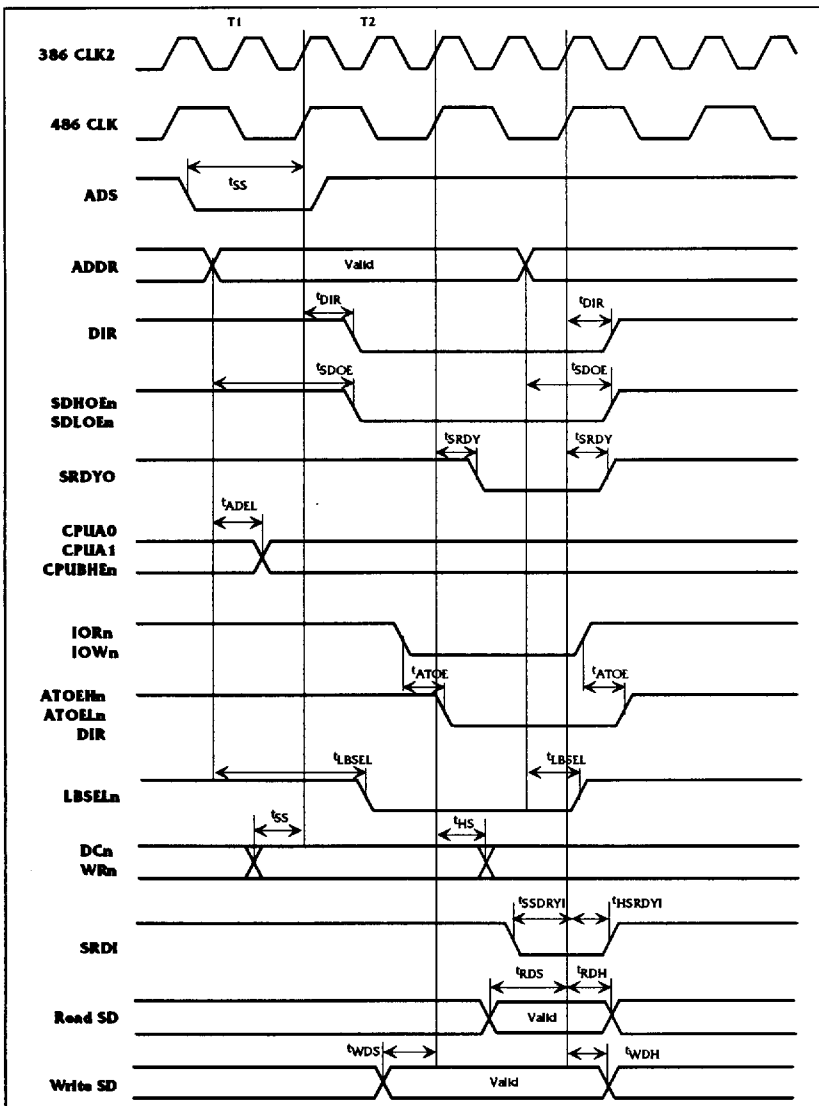 T1 T2
386 CLK2
486 CLK
tSS
ADS
ADDR Valid
tDIR tDIR
DIR
tSDOE tSDOE
SDHOEn
SDLOEn
tSRDY tSRDY
SRDYO
tADEL
CPUA0
CPUA1
CPUBHEn
IORn
IOWn
tATOE tATOE
ATOEHn
ATOELn
DIR
tLBSEL tLBSEL
LBSELn
tSS tHS
DCn
WRn
tSSDRYI tHSRDYI
SRDI
tRDS tRDH
Read SD Valid
tWDS tWDH
Write SD Valid